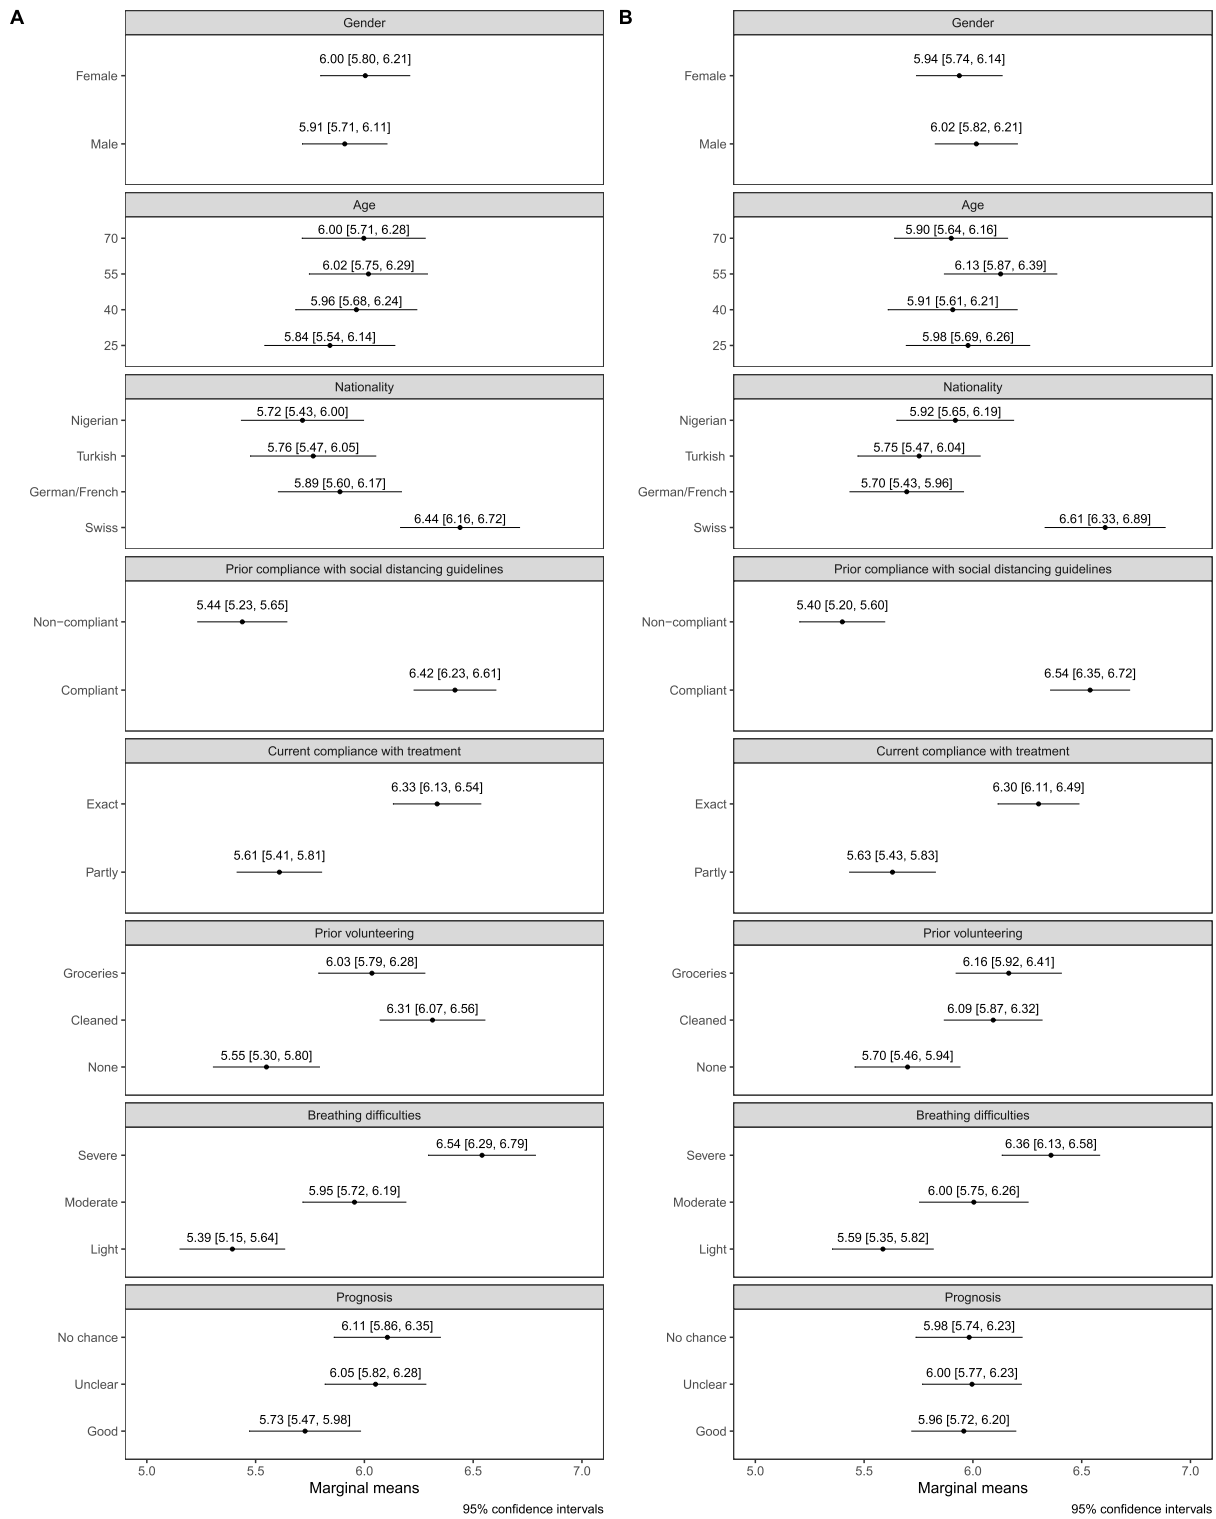 A
Gender
Female
6.00 [5.80, 6.21]
Male
5.91 [5.71, 6.11]
Age
70
6.00 [5.71, 6.28]
55
6.02 [5.75, 6.29]
40
5.96 [5.68, 6.24]
25
5.84 [5.54, 6.14]
Nationality
Nigerian
5.72 [5.43, 6.00]
Turkish
5.76 [5.47, 6.05]
German/French
5.89 [5.60, 6.17]
Swiss
6.44 [6.16, 6.72]
Prior compliance with social distancing guidelines
Non−compliant
5.44 [5.23, 5.65]
Compliant
6.42 [6.23, 6.61]
Current compliance with treatment
Exact
6.33 [6.13, 6.54]
Partly
5.61 [5.41, 5.81]
Prior volunteering
Groceries
6.03 [5.79, 6.28]
Cleaned
6.31 [6.07, 6.56]
None
5.55 [5.30, 5.80]
Breathing difficulties
Severe
6.54 [6.29, 6.79]
Moderate
5.95 [5.72, 6.19]
Light
5.39 [5.15, 5.64]
Prognosis
No chance
6.11 [5.86, 6.35]
Unclear
6.05 [5.82, 6.28]
Good
5.73 [5.47, 5.98]
5.0 5.5 6.0 6.5 7.0
Marginal means
95% confidence intervals
B
Gender
Female
5.94 [5.74, 6.14]
Male
6.02 [5.82, 6.21]
Age
70
5.90 [5.64, 6.16]
55
6.13 [5.87, 6.39]
40
5.91 [5.61, 6.21]
25
5.98 [5.69, 6.26]
Nationality
Nigerian
5.92 [5.65, 6.19]
Turkish
5.75 [5.47, 6.04]
German/French
5.70 [5.43, 5.96]
Swiss
6.61 [6.33, 6.89]
Prior compliance with social distancing guidelines
Non−compliant
5.40 [5.20, 5.60]
Compliant
6.54 [6.35, 6.72]
Current compliance with treatment
Exact
6.30 [6.11, 6.49]
Partly
5.63 [5.43, 5.83]
Prior volunteering
Groceries
6.16 [5.92, 6.41]
Cleaned
6.09 [5.87, 6.32]
None
5.70 [5.46, 5.94]
Breathing difficulties
Severe
6.36 [6.13, 6.58]
Moderate
6.00 [5.75, 6.26]
Light
5.59 [5.35, 5.82]
Prognosis
No chance
5.98 [5.74, 6.23]
Unclear
6.00 [5.77, 6.23]
Good
5.96 [5.72, 6.20]
5.0 5.5 6.0 6.5 7.0
Marginal means
95% confidence intervals